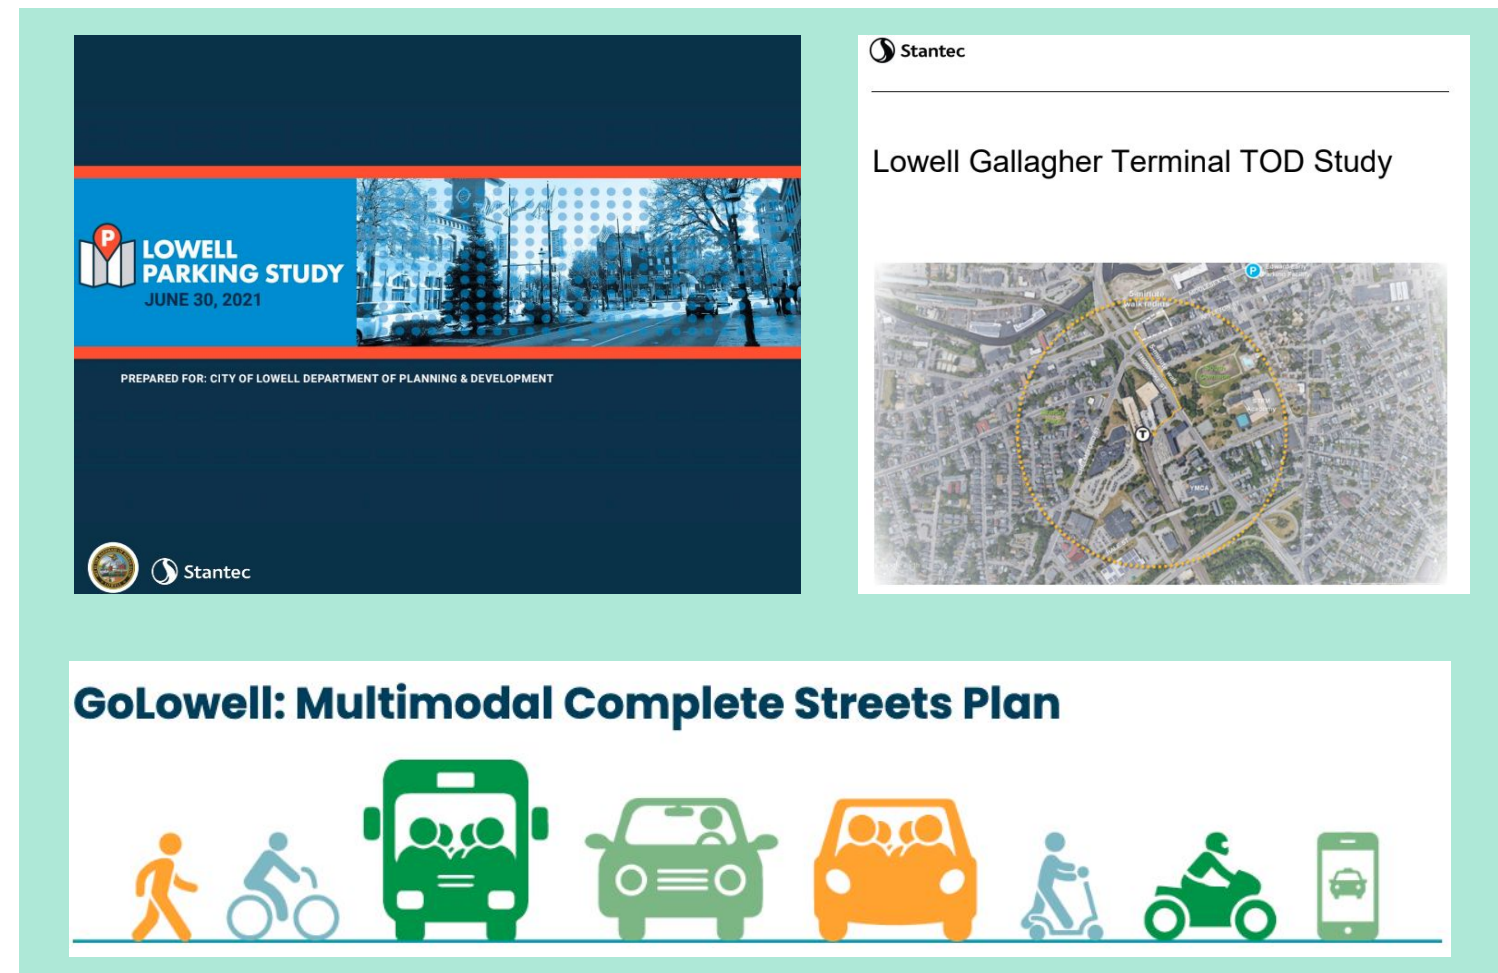 LOWELL
PARKING STUDY
JUNE 30, 2021
PREPARED FOR: CITY OF LOWELL DEPARTMENT OF PLANNING & DEVELOPMENT
Stantec
Stantec
Lowell Gallagher Terminal TOD Study
P
T
YMCA
GoLowell: Multimodal Complete Streets Plan